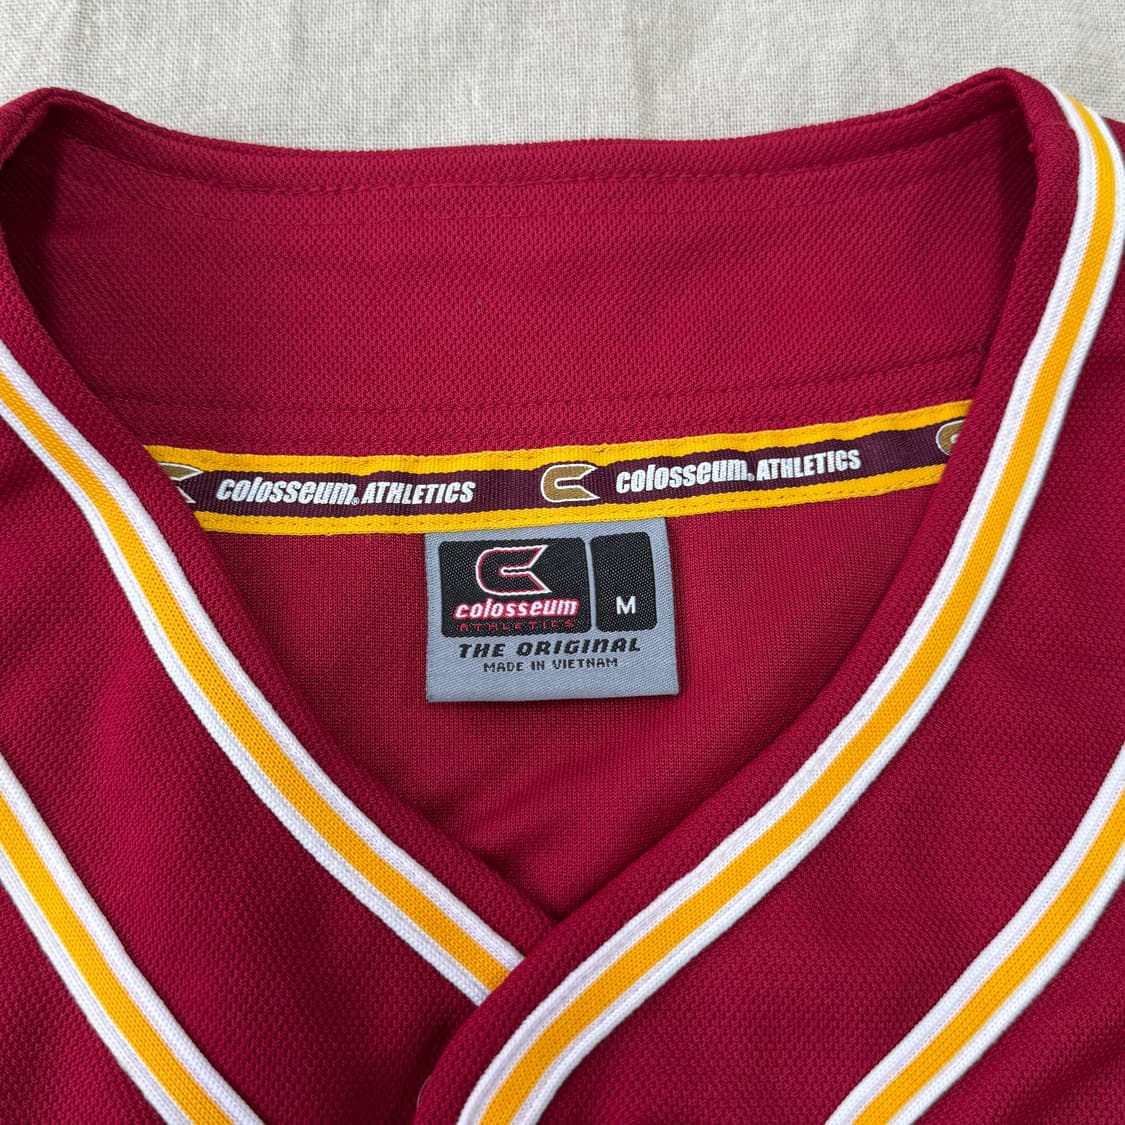 colosseum® ATHLETICS colosseum® ATHLETICS
colosseum
ATHLETICS
M
THE ORIGINAL
MADE IN VIETNAM